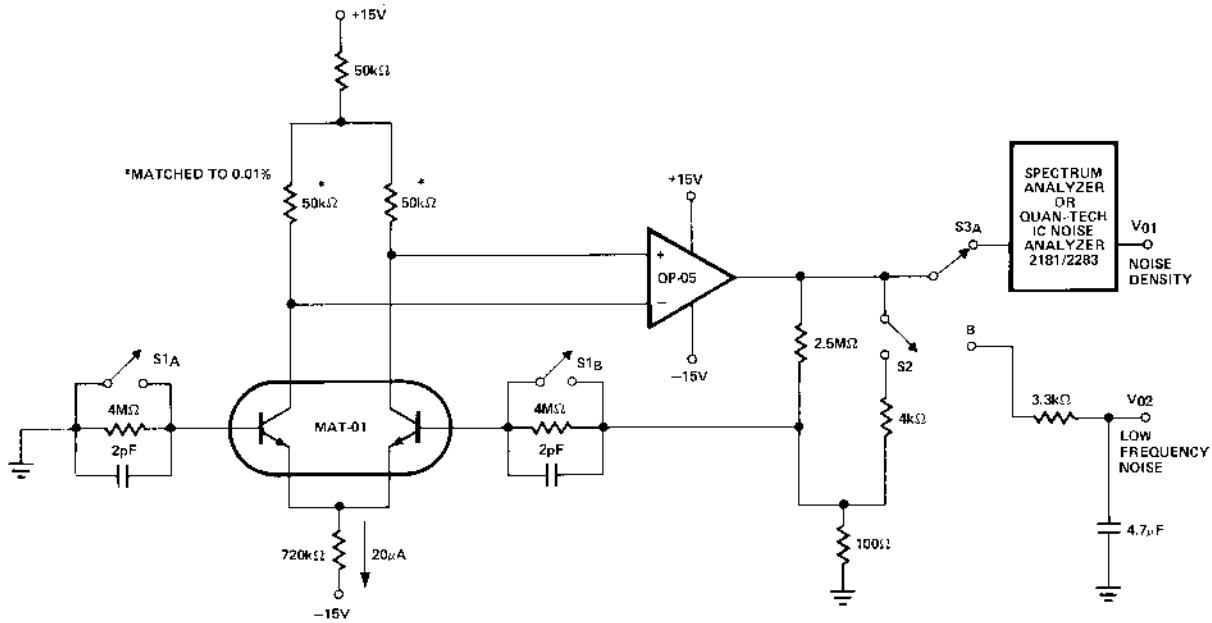 +15V
50kΩ
*MATCHED TO 0.01%
*
50kΩ
*
50kΩ
+15V
+
OP-05
−
−15V
S3A
SPECTRUM
ANALYZER
OR
QUAN-TECH
IC NOISE
ANALYZER
2181/2283
V01
NOISE
DENSITY
S1A
4MΩ
2pF
MAT-01
S1B
4MΩ
2pF
2.5MΩ
S2
4kΩ
B
3.3kΩ
V02
LOW
FREQUENCY
NOISE
720kΩ
20μA
−15V
100Ω
4.7μF